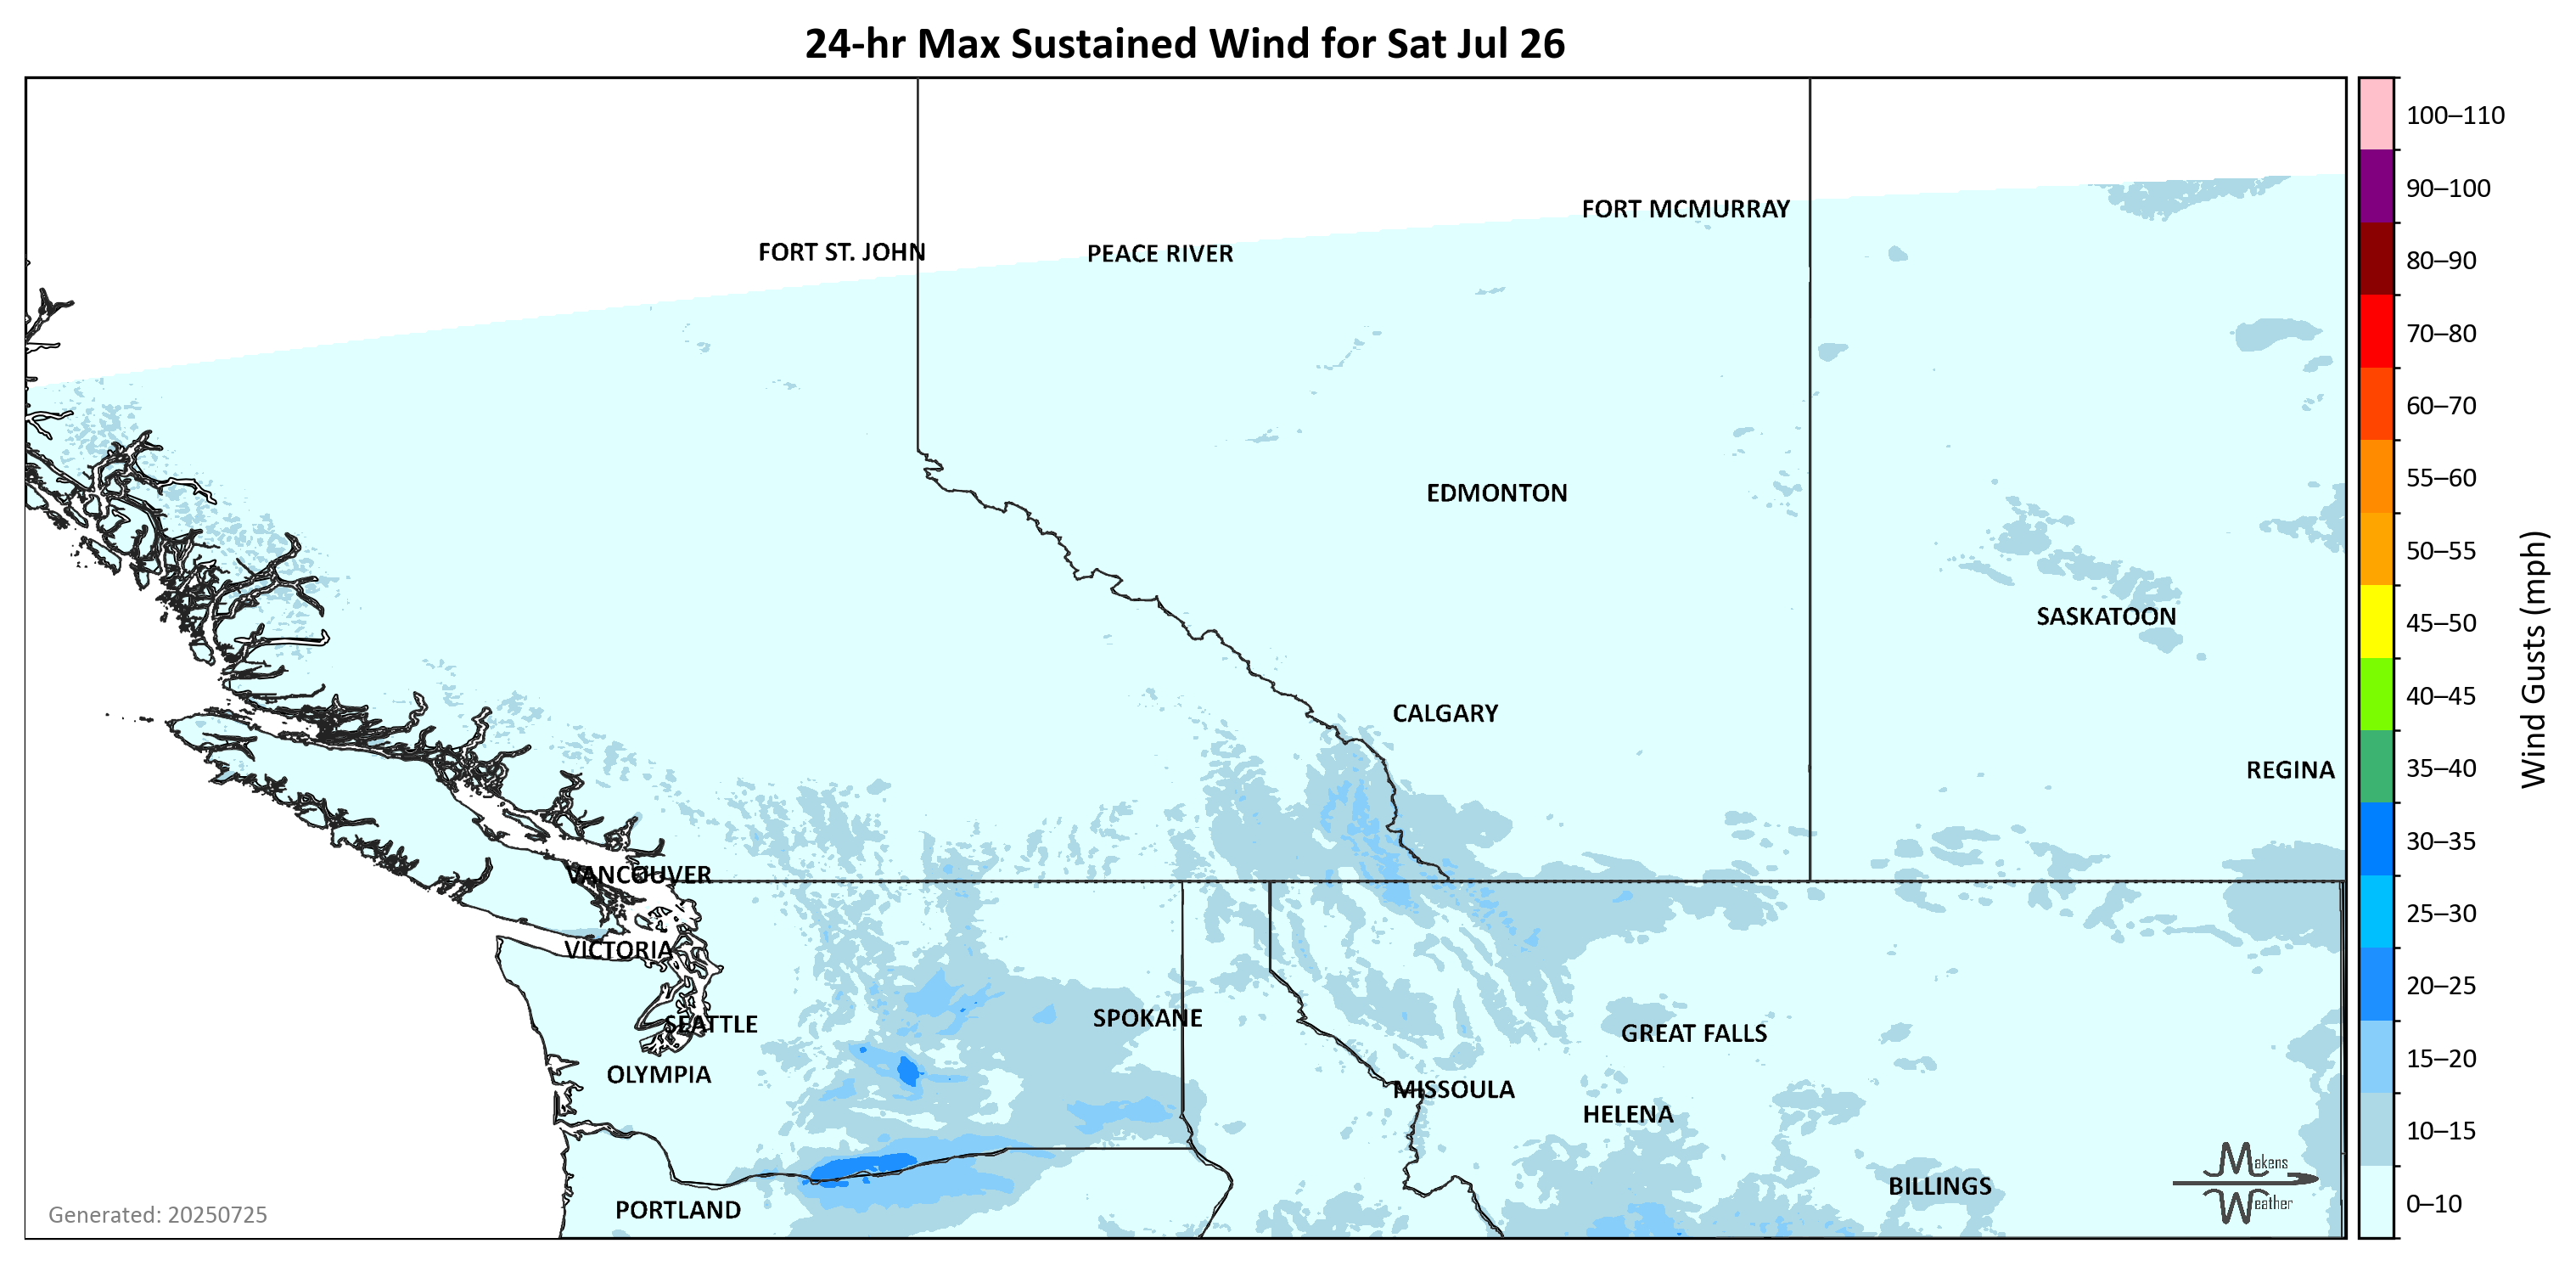 24-hr Max Sustained Wind for Sat Jul 26
100–110
90–100
80–90
70–80
60–70
55–60
50–55
45–50
40–45
35–40
30–35
25–30
20–25
15–20
10–15
0–10
Wind Gusts (mph)
FORT MCMURRAY
FORT ST. JOHN
PEACE RIVER
EDMONTON
SASKATOON
CALGARY
REGINA
VANCOUVER
VICTORIA
SEATTLE
SPOKANE
GREAT FALLS
OLYMPIA
MISSOULA
HELENA
BILLINGS
PORTLAND
Makens
Weather
Generated: 20250725